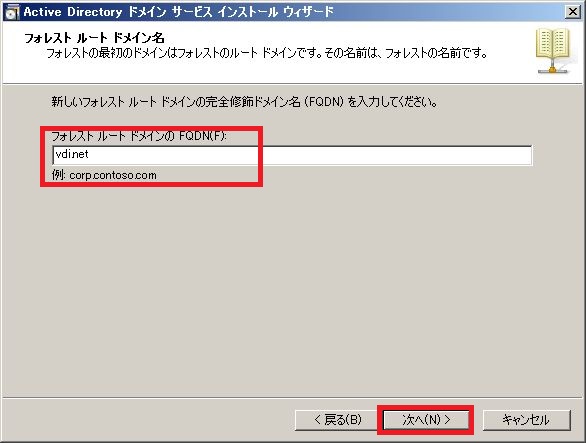 Active Directory ドメイン サービス インストール ウィザード
フォレスト ルート ドメイン名
フォレストの最初のドメインはフォレストのルート ドメインです。その名前は、フォレストの名前です。
新しいフォレスト ルート ドメインの完全修飾ドメイン名 (FQDN) を入力してください。
フォレスト ルート ドメインの FQDN(F):
vdi.net
例: corp.contoso.com
< 戻る(B)
次へ(N) >
キャンセル